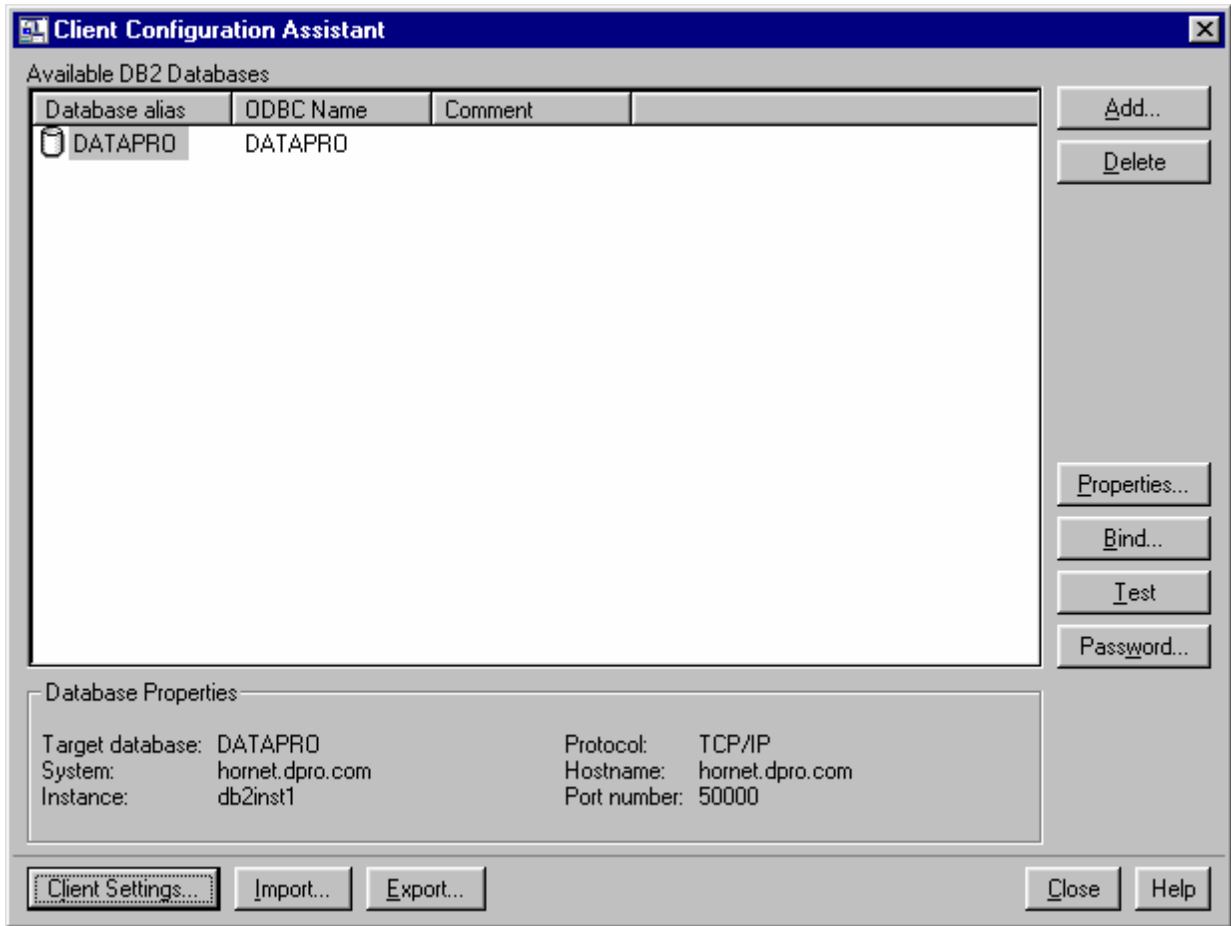 Client Configuration Assistant
Available DB2 Databases
Database alias ODBC Name Comment
DATAPRO DATAPRO
Add...
Delete
Properties...
Bind...
Test
Password...
Database Properties
Target database: DATAPRO Protocol: TCP/IP
System: hornet.dpro.com Hostname: hornet.dpro.com
Instance: db2inst1 Port number: 50000
Client Settings... Import... Export... Close Help